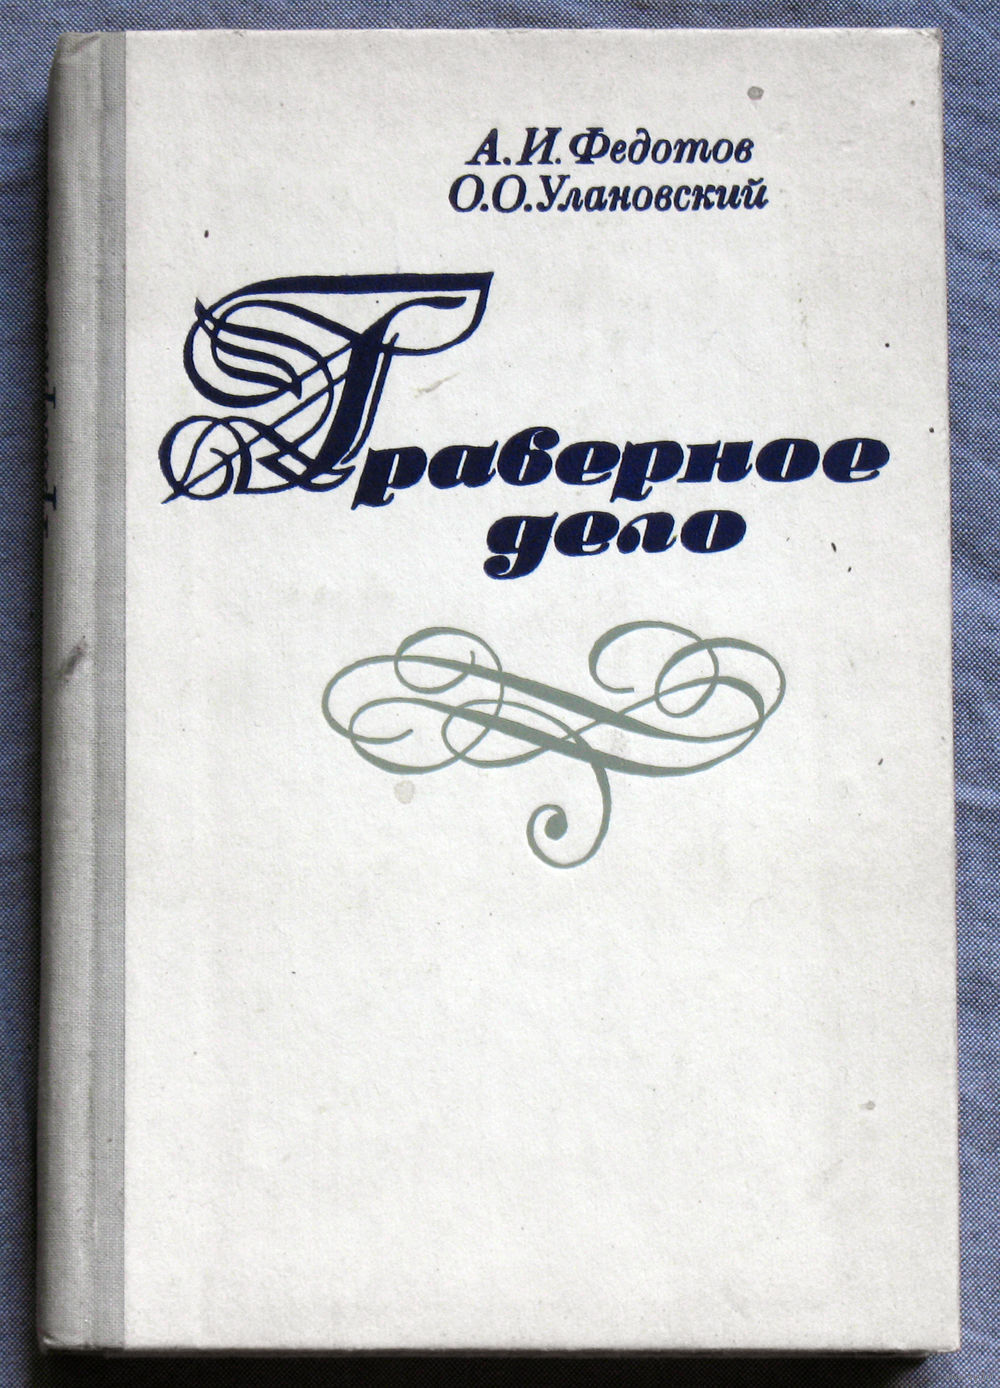 А. И. Федотов
О.О.Улановский
Граверное
дело